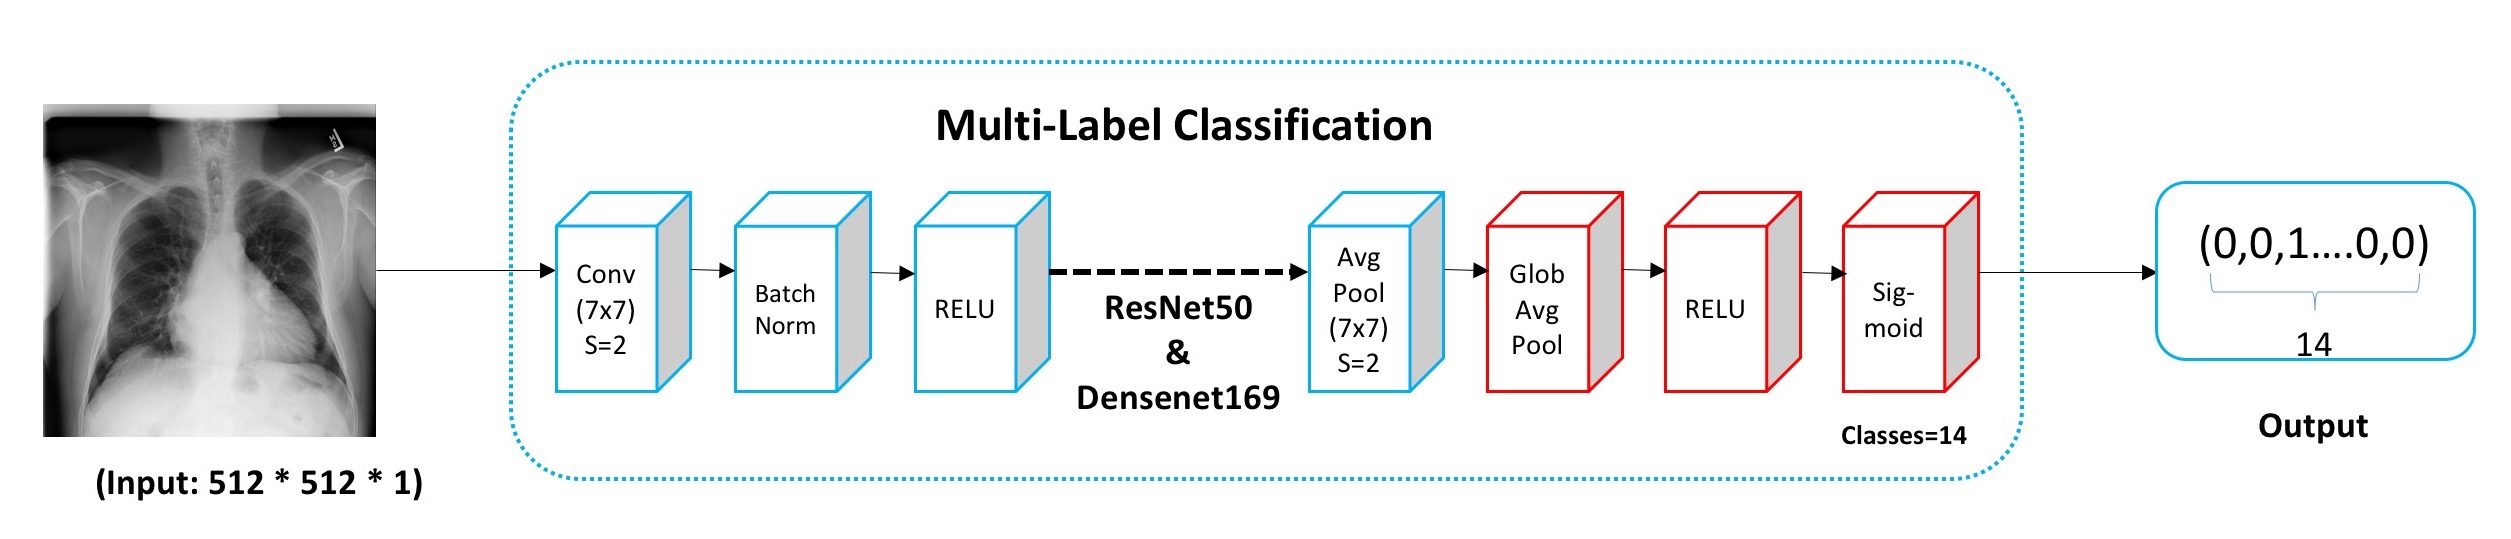 Multi-Label Classification
Conv
(7x7)
S=2
Batch
Norm
RELU
ResNet50
&
Densenet169
Avg
Pool
(7x7)
S=2
Glob
Avg
Pool
RELU
Sig-
moid
Classes=14
(0,0,1....0,0)
14
Output
(Input: 512 * 512 * 1)